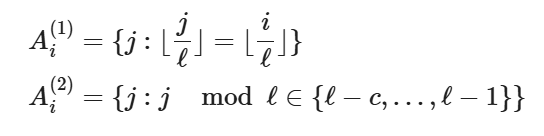 A_i^{(1)} = \{j : \lfloor \frac{j}{\ell} \rfloor = \lfloor \frac{i}{\ell} \rfloor\}
A_i^{(2)} = \{j : j \mod \ell \in \{\ell - c, \ldots, \ell - 1\}\}